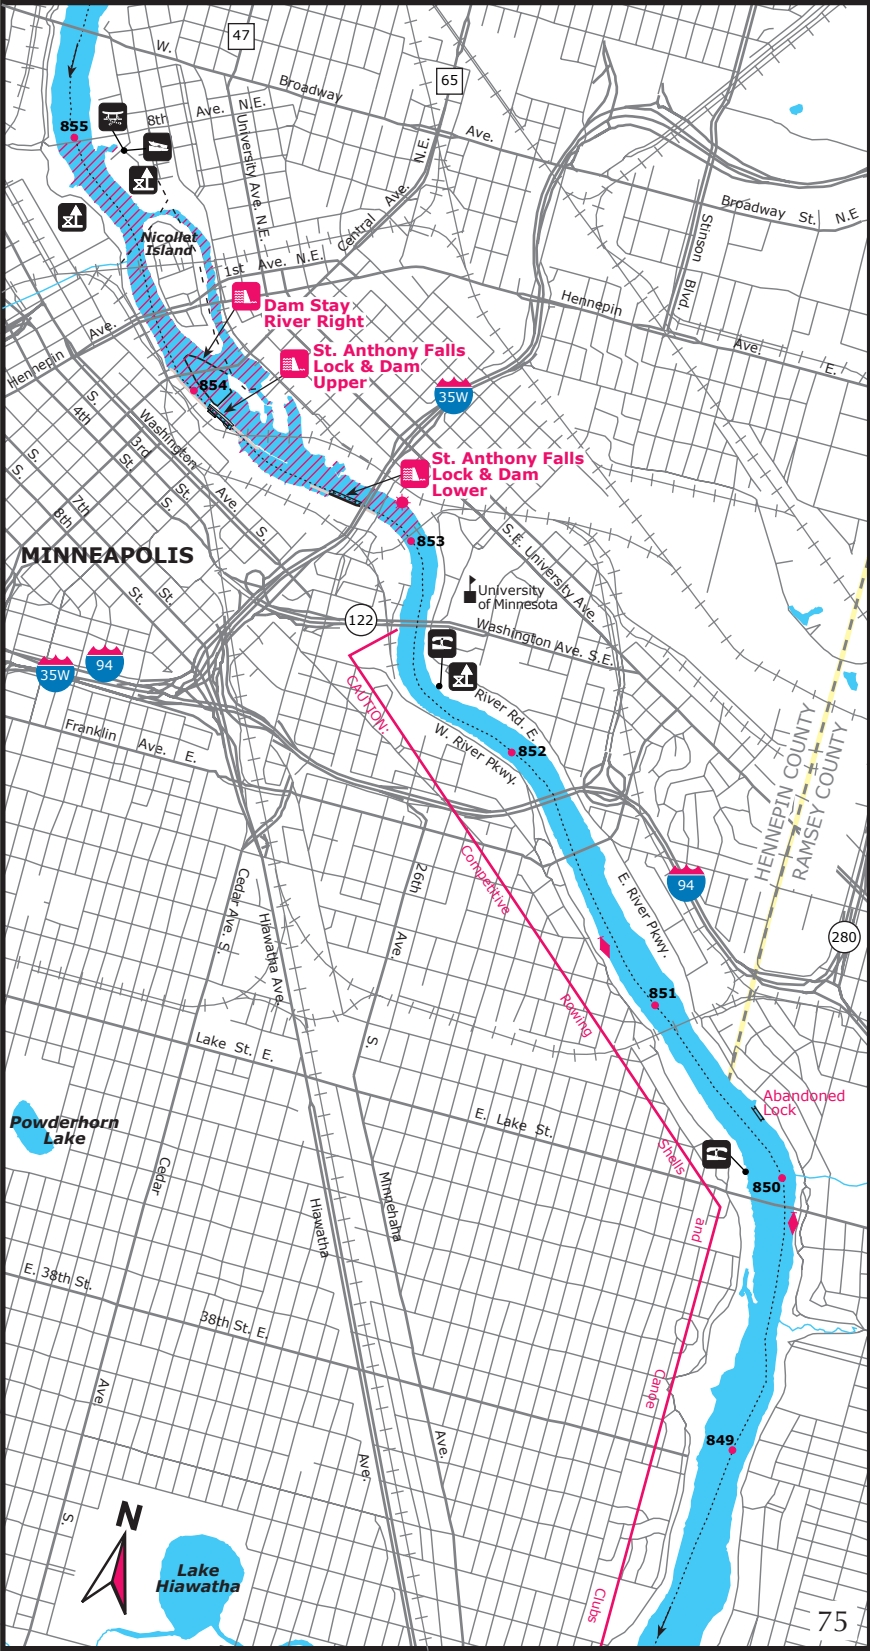 47
W.
Broadway
65
Ave.
855
8th
Ave. N.E.
University Ave. N.E.
N.E.
Central Ave.
Broadway St. N.E
Stinson
Blvd.
Nicollet
Island
1st Ave. N.E.
Hennepin
Ave.
E.
Dam Stay
River Right
Hennepin Ave.
St. Anthony Falls
Lock & Dam
Upper
854
35W
S.
4th
Washington
Ave.
S.
3rd
St.
St.
S.
S.
S.
7th
8th
St.
St.
St. Anthony Falls
Lock & Dam
Lower
853
S.E. University Ave.
MINNEAPOLIS
University
of Minnesota
122
Washington Ave. S.E.
35W
94
CAUTION:
River Rd. E.
W. River Pkwy.
852
Franklin Ave. E.
HENNEPIN COUNTY
RAMSEY COUNTY
Competitive
26th
Ave.
S.
E. River Pkwy.
94
280
Cedar Ave. S.
Hiawatha Ave.
851
Rowing
Lake St. E.
Abandoned
Lock
Powderhorn
Lake
E. Lake St.
Shells
850
Cedar
Hiawatha
Minnehaha
and
E. 38th St.
38th St. E.
Canoe
Ave
Ave.
Ave.
849
S.
N
Lake
Hiawatha
Clubs
75